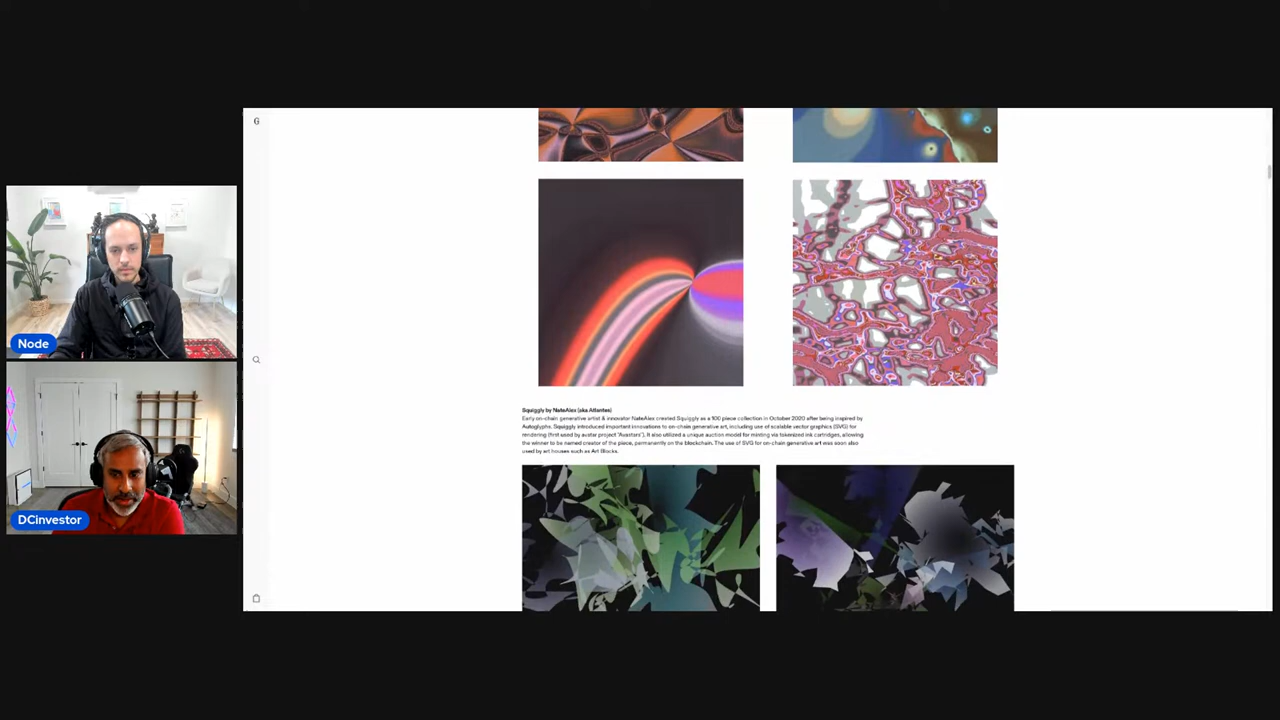 G
Node
DCinvestor
Squiggly by NateAlex (aka Atlantes)
Early on-chain generative artist & innovator NateAlex created Squiggly as a 100 piece collection in October 2020 after being inspired by
Autoglyphs. Squiggly introduced important innovations to on-chain generative art, including use of scalable vector graphics (SVG) for
rendering (first used by avatar project "Avastars"). It also utilized a unique auction model for minting via tokenized ink cartridges, allowing
the winner to be named creator of the piece, permanently on the blockchain. The use of SVG for on-chain generative art was soon also
used by art houses such as Art Blocks.